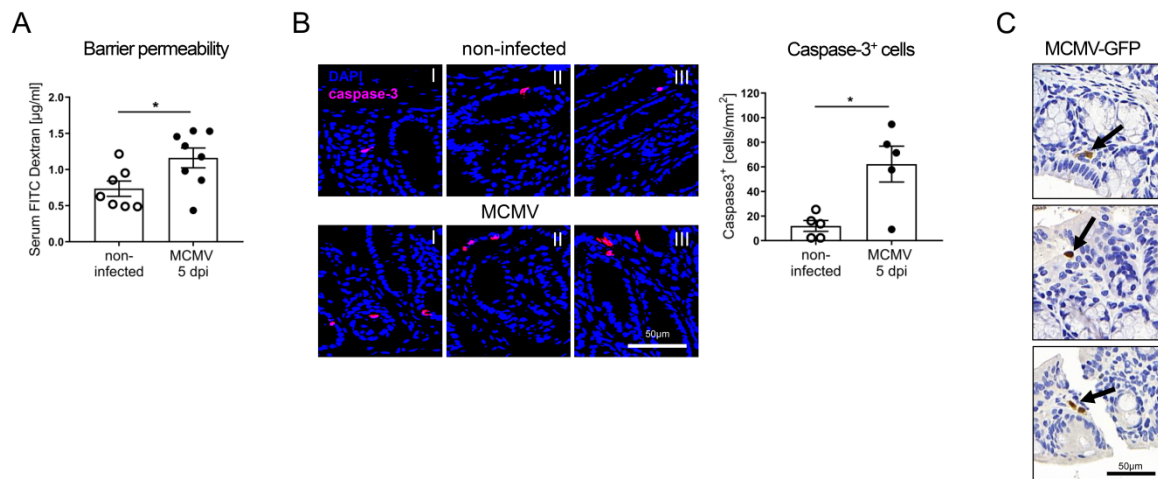 A
Barrier permeability
Serum FITC Dextran [µg/ml]
2.0
1.5
1.0
0.5
0.0
*
non-
infected
MCMV
5 dpi
B
non-infected
DAPI
caspase-3
I
II
III
MCMV
I
II
III
50µm
Caspase-3⁺ cells
Caspase3⁺ [cells/mm²]
120
100
80
60
40
20
0
*
non-
infected
MCMV
5 dpi
C
MCMV-GFP
50µm